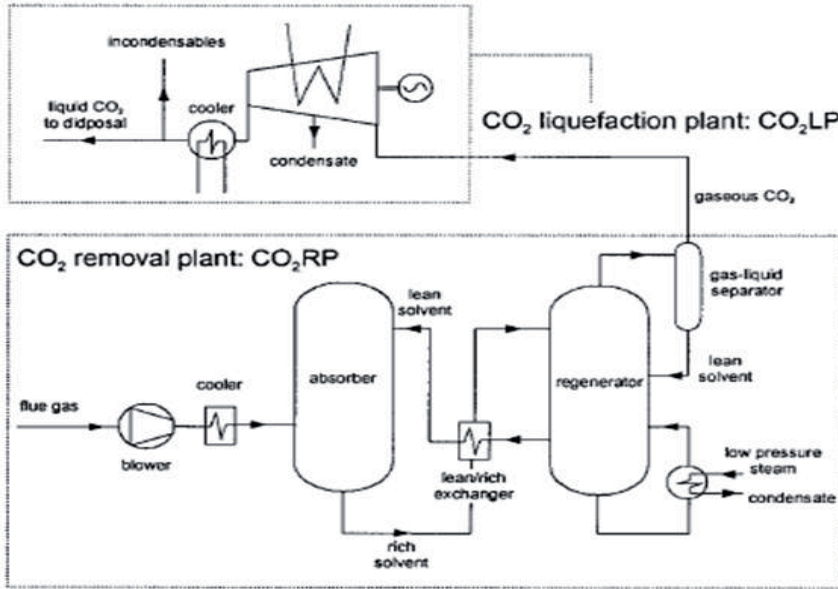 incondensables
liquid CO₂
to didposal
cooler
condensate
CO₂ liquefaction plant: CO₂LP
gaseous CO₂
CO₂ removal plant: CO₂RP
gas-liquid
separator
lean
solvent
absorber
regenerator
lean
solvent
cooler
flue gas
blower
low pressure
steam
lean/rich
exchanger
condensate
rich
solvent